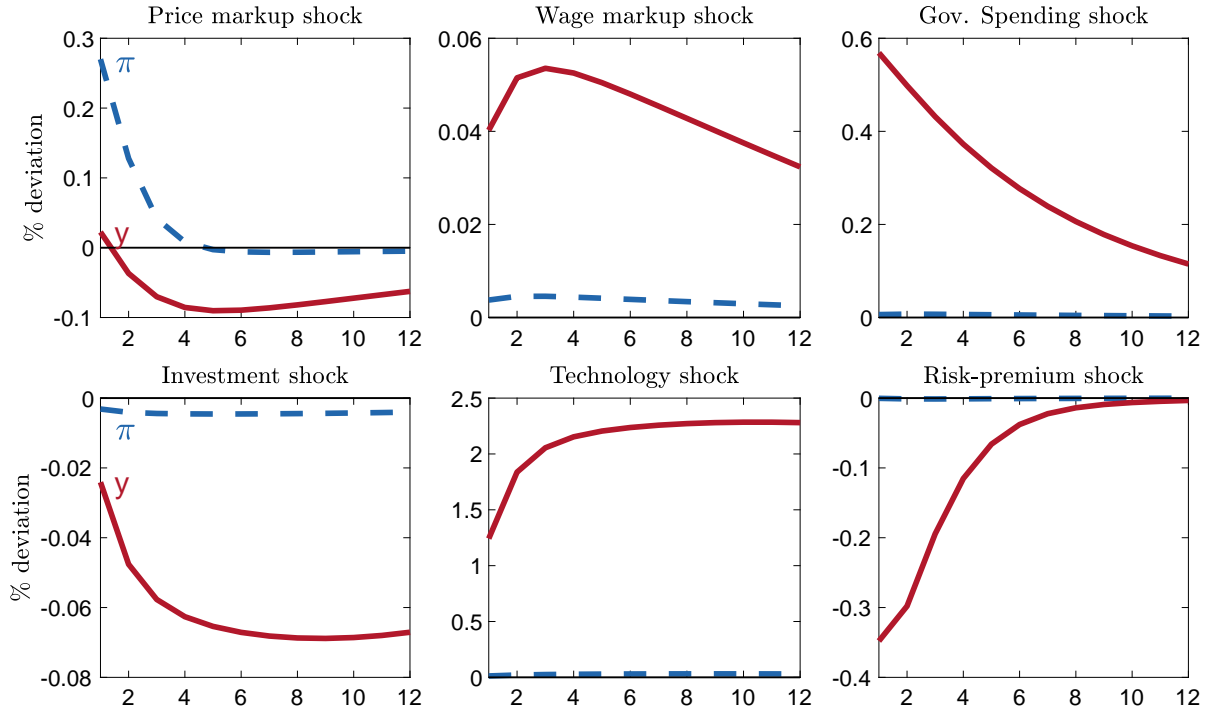 Price markup shock
Wage markup shock
Gov. Spending shock
% deviation
0.3
0.2
0.1
0
-0.1
π
y
2 4 6 8 10 12
0.06
0.04
0.02
0
2 4 6 8 10 12
0.6
0.4
0.2
0
2 4 6 8 10 12
Investment shock
Technology shock
Risk-premium shock
% deviation
0
-0.02
-0.04
-0.06
-0.08
π
y
2 4 6 8 10 12
2.5
2
1.5
1
0.5
0
2 4 6 8 10 12
0
-0.1
-0.2
-0.3
-0.4
2 4 6 8 10 12